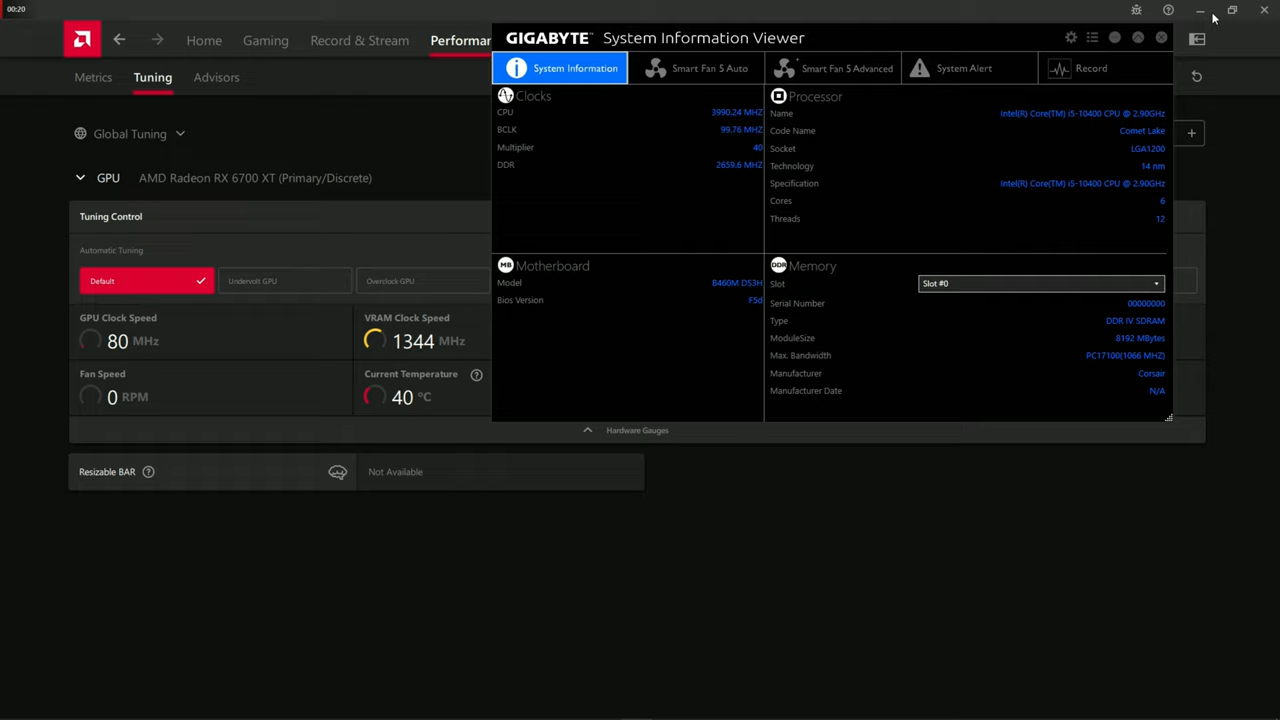 00:20
Home
Gaming
Record & Stream
Performar
GIGABYTE™ System Information Viewer
Metrics
Tuning
Advisors
System Information
Smart Fan 5 Auto
Smart Fan 5 Advanced
System Alert
Record
Clocks
CPU 3990.24 MHZ
BCLK 99.76 MHZ
Multiplier 40
DDR 2659.6 MHZ
Processor
Name Intel(R) Core(TM) i5-10400 CPU @ 2.90GHz
Code Name Comet Lake
Socket LGA1200
Technology 14 nm
Specification Intel(R) Core(TM) i5-10400 CPU @ 2.90GHz
Cores 6
Threads 12
Global Tuning
GPU AMD Radeon RX 6700 XT (Primary/Discrete)
Tuning Control
Automatic Tuning
Default
Undervolt GPU
Overclock GPU
GPU Clock Speed
80 MHz
VRAM Clock Speed
1344 MHz
Fan Speed
0 RPM
Current Temperature
40 °C
MB Motherboard
Model B460M DS3H
Bios Version F5d
DDR Memory
Slot Slot #0
Serial Number 00000000
Type DDR IV SDRAM
ModuleSize 8192 MBytes
Max. Bandwidth PC17100(1066 MHZ)
Manufacturer Corsair
Manufacturer Date N/A
Hardware Gauges
Resizable BAR
Not Available